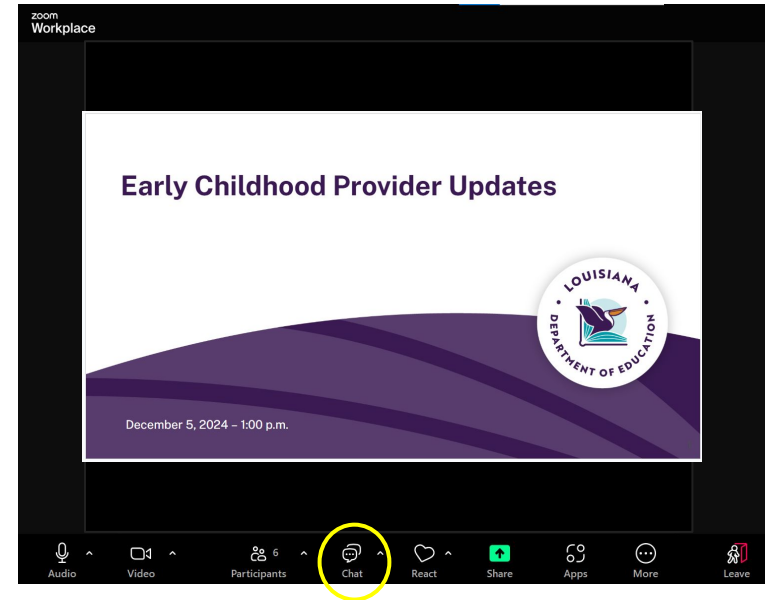 zoom
Workplace
Early Childhood Provider Updates
LOUISIANA
DEPARTMENT OF EDUCATION
December 5, 2024 – 1:00 p.m.
6
Audio Video Participants Chat React Share Apps More Leave